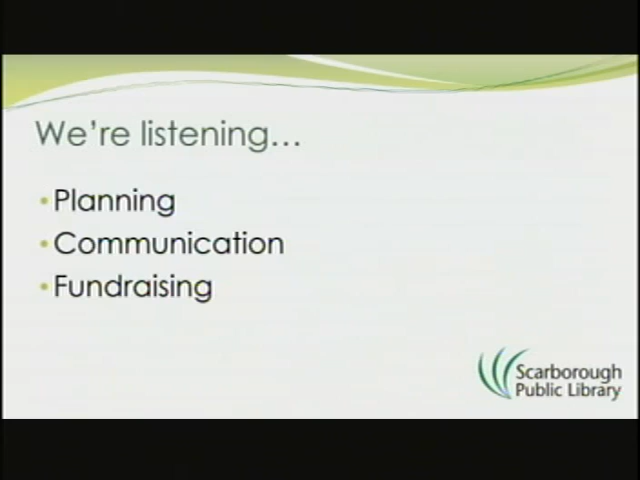 We're listening...
• Planning
• Communication
• Fundraising
Scarborough
Public Library